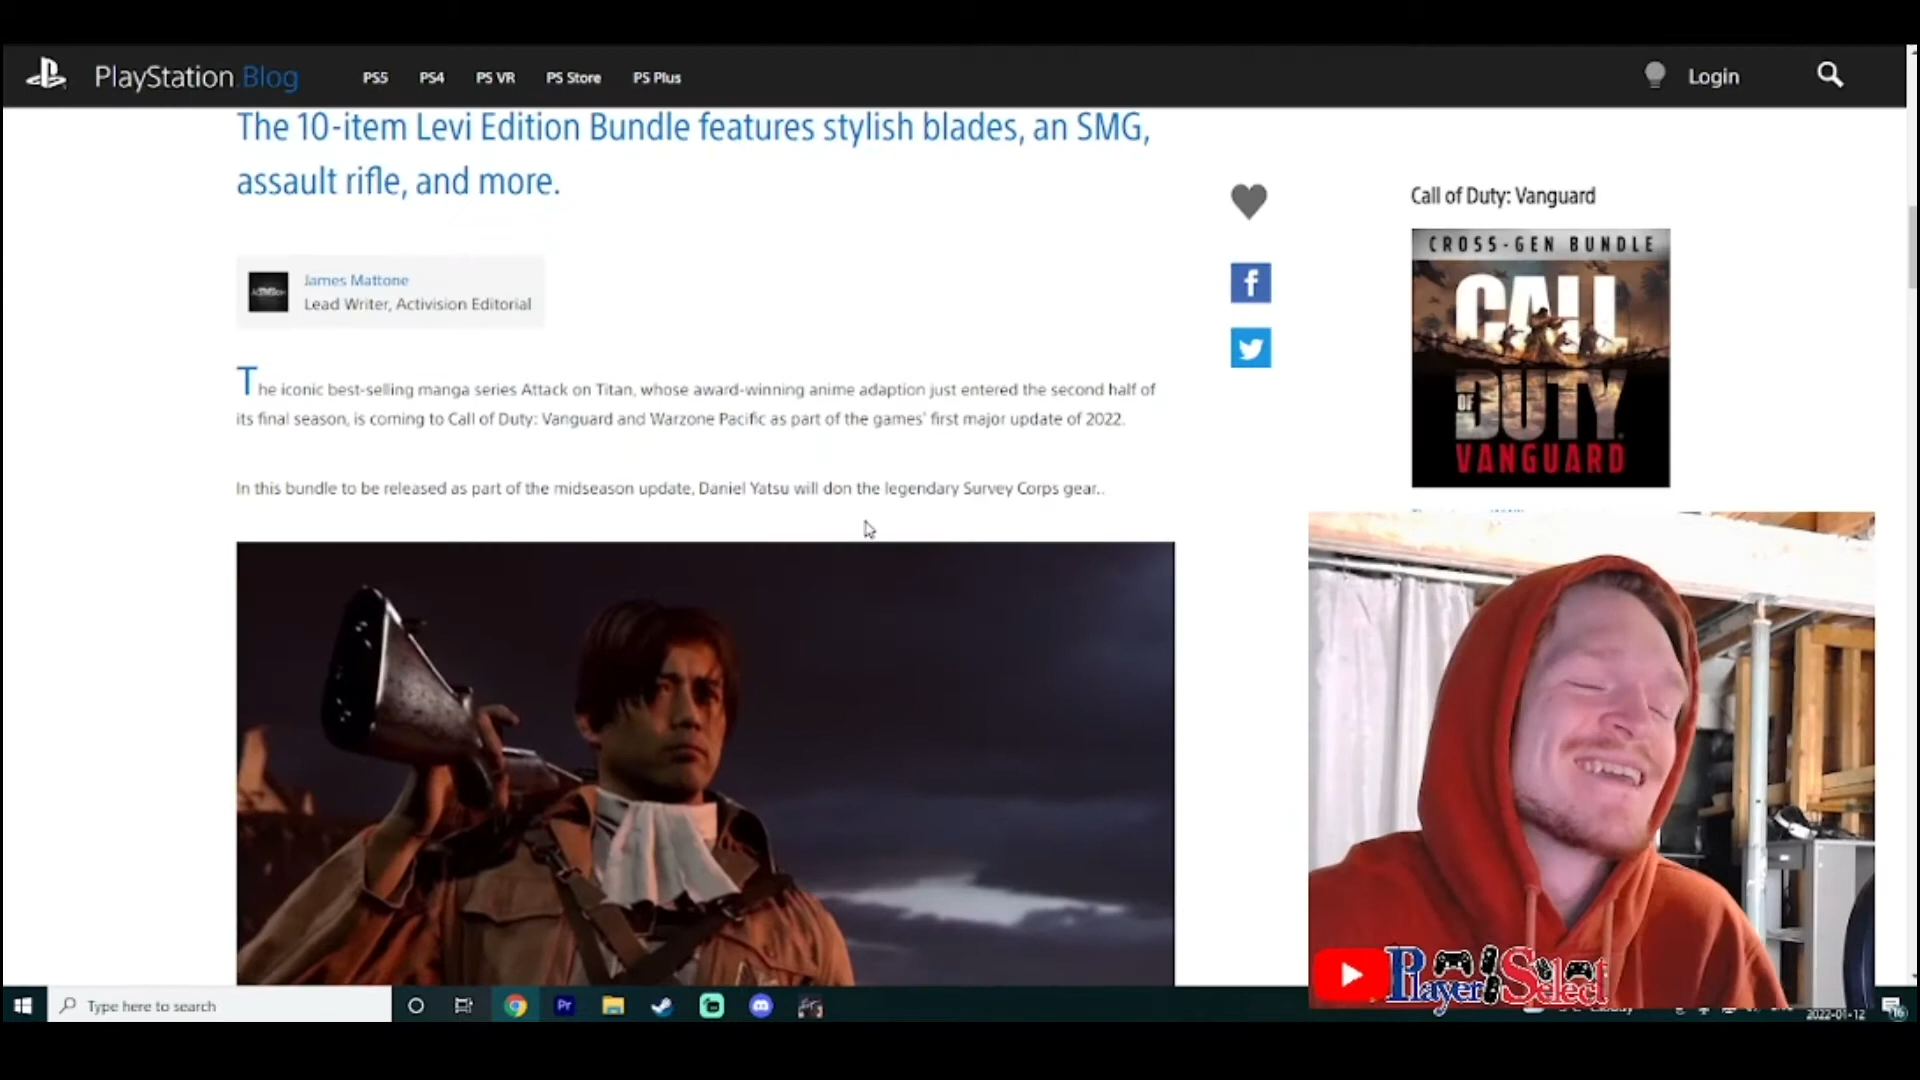 PlayStation.Blog PS5 PS4 PS VR PS Store PS Plus Login
The 10-item Levi Edition Bundle features stylish blades, an SMG,
assault rifle, and more.
James Mattone
Lead Writer, Activision Editorial
The iconic best-selling manga series Attack on Titan, whose award-winning anime adaption just entered the second half of
its final season, is coming to Call of Duty: Vanguard and Warzone Pacific as part of the games' first major update of 2022.
In this bundle to be released as part of the midseason update, Daniel Yatsu will don the legendary Survey Corps gear..
Call of Duty: Vanguard
CROSS-GEN BUNDLE
CALL
OF DUTY
VANGUARD
Player Select
Type here to search
Pr
2022-01-12
16